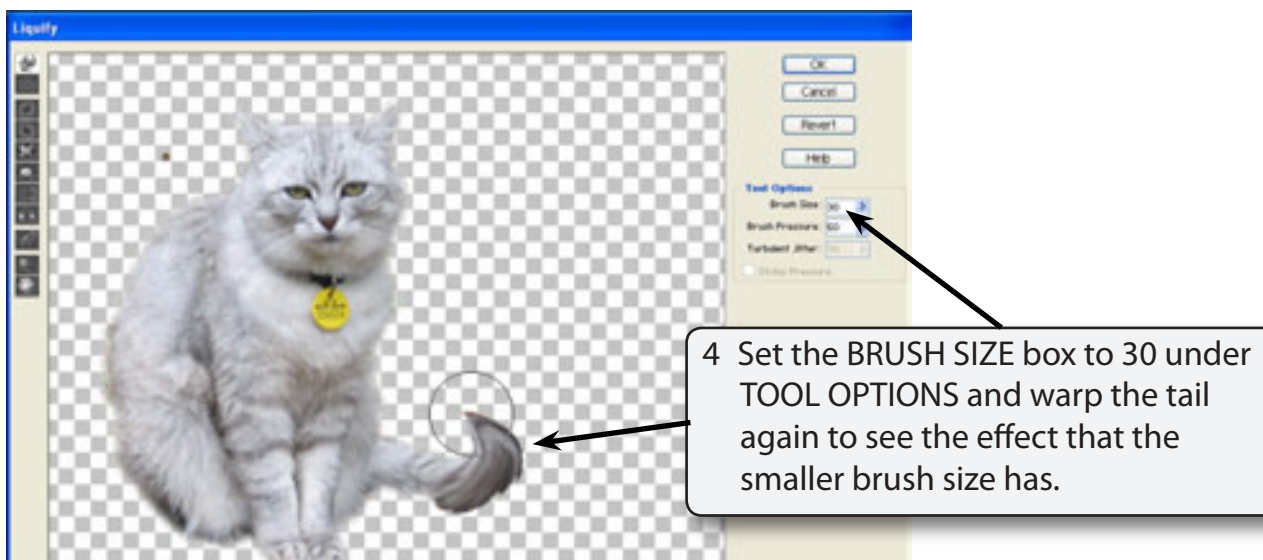 Liquify
OK
Cancel
Revert
Help
Tool Options
Brush Size: 30
Brush Pressure: 50
Turbulent Jitter:
4 Set the BRUSH SIZE box to 30 under
TOOL OPTIONS and warp the tail
again to see the effect that the
smaller brush size has.